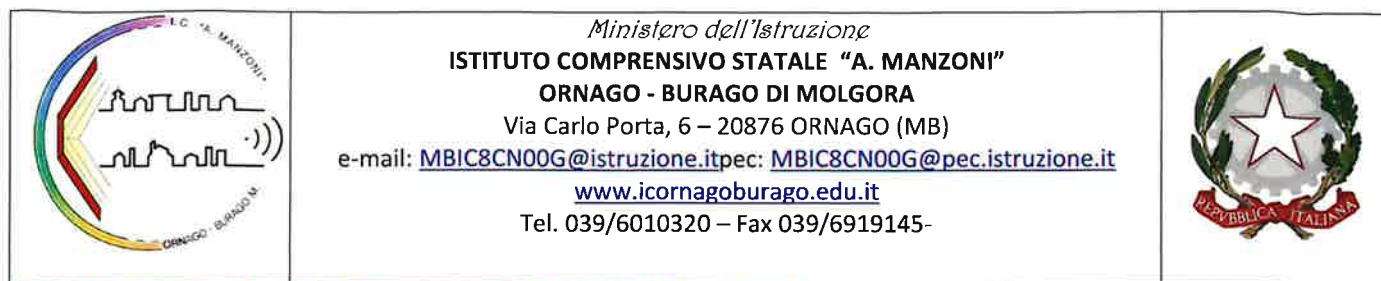 I.C. "A. MANZONI"
ORNAGO - BURAGO M.
Ministero dell'Istruzione
ISTITUTO COMPRENSIVO STATALE "A. MANZONI"
ORNAGO - BURAGO DI MOLGORA
Via Carlo Porta, 6 – 20876 ORNAGO (MB)
e-mail: MBIC8CN00G@istruzione.itpec: MBIC8CN00G@pec.istruzione.it
www.icornagoburago.edu.it
Tel. 039/6010320 – Fax 039/6919145-
REPVBBLICA ITALIANA